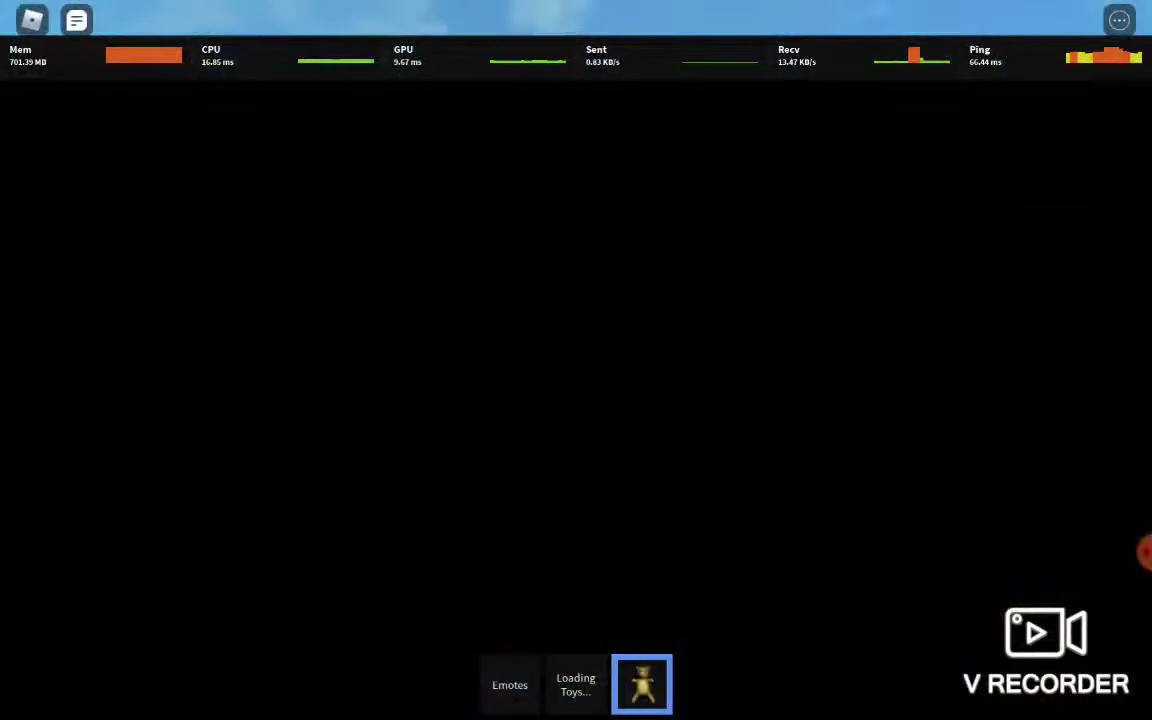 Mem
701.39 MB
CPU
16.85 ms
GPU
9.67 ms
Sent
0.83 KB/s
Recv
13.47 KB/s
Ping
66.44 ms
Emotes
Loading
Toys...
V RECORDER